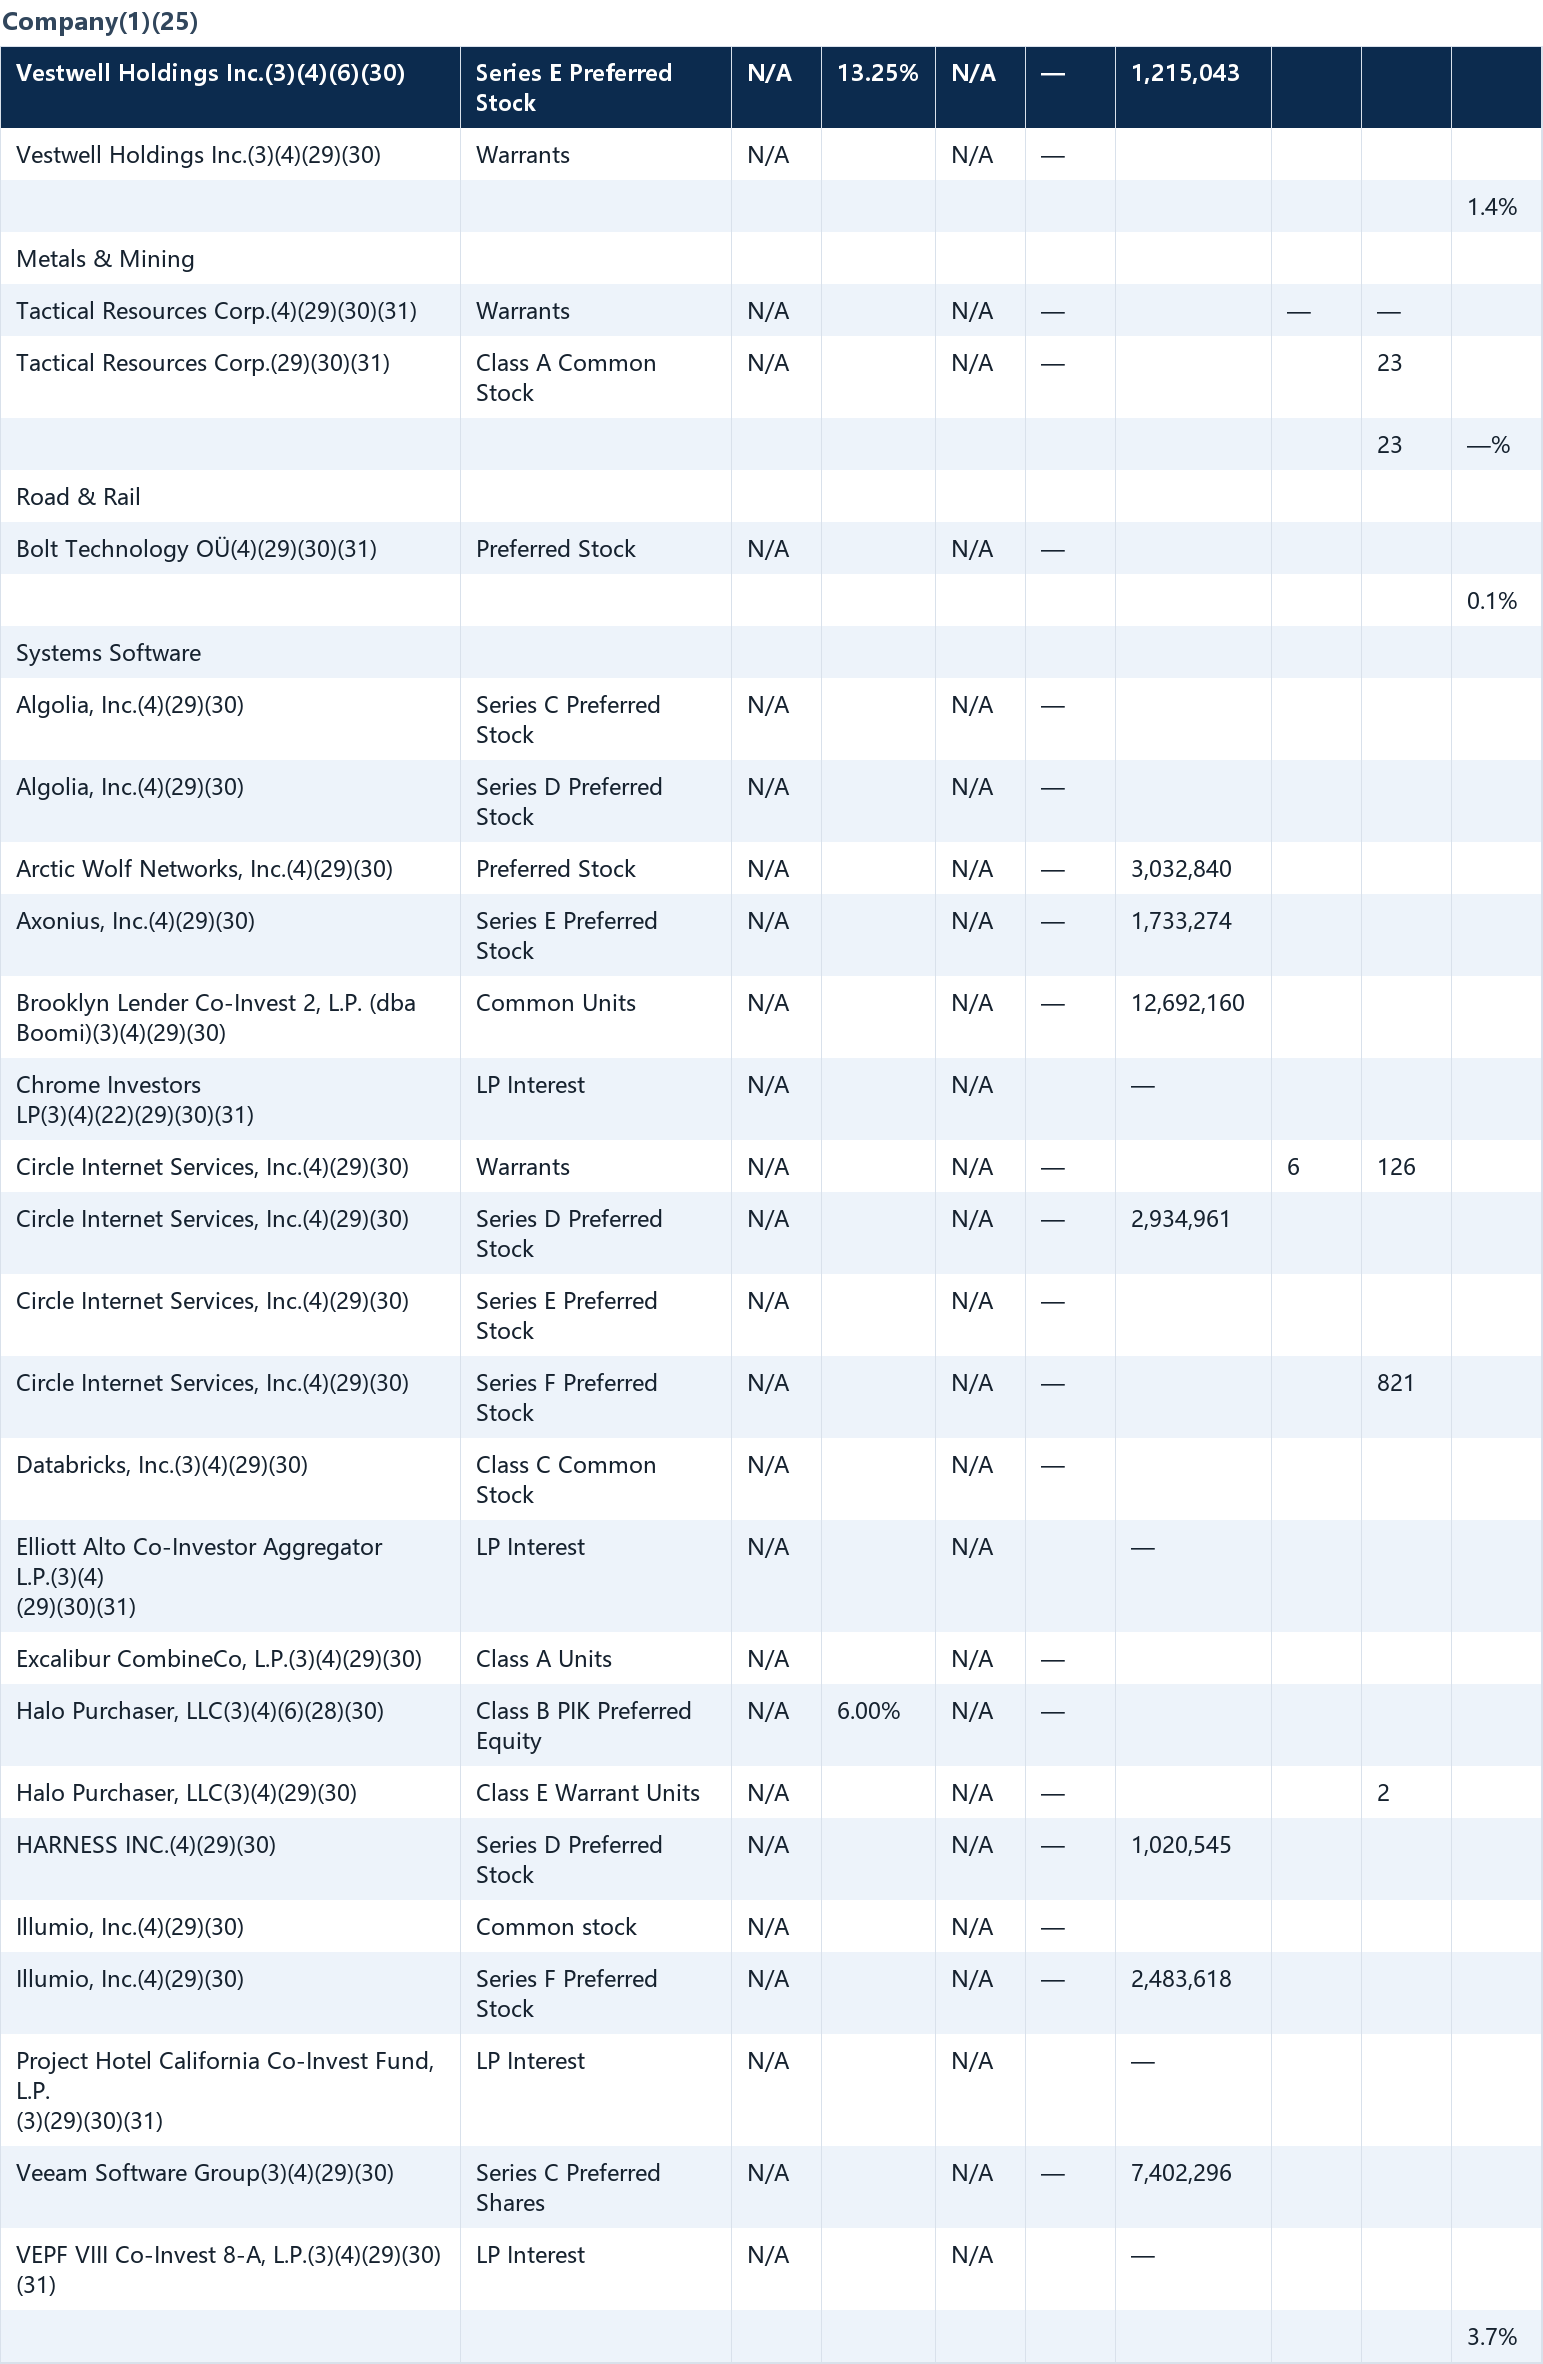 Company(1)(25)
Vestwell Holdings Inc.(3)(4)(6)(30) Series E Preferred N/A 13.25% N/A — 1,215,043
Stock
Vestwell Holdings Inc.(3)(4)(29)(30) Warrants N/A N/A —
1.4%
Metals & Mining
Tactical Resources Corp.(4)(29)(30)(31) Warrants N/A N/A — — —
Tactical Resources Corp.(29)(30)(31) Class A Common N/A N/A — 23
Stock
23 —%
Road & Rail
Bolt Technology OÜ(4)(29)(30)(31) Preferred Stock N/A N/A —
0.1%
Systems Software
Algolia, Inc.(4)(29)(30) Series C Preferred N/A N/A —
Stock
Algolia, Inc.(4)(29)(30) Series D Preferred N/A N/A —
Stock
Arctic Wolf Networks, Inc.(4)(29)(30) Preferred Stock N/A N/A — 3,032,840
Axonius, Inc.(4)(29)(30) Series E Preferred N/A N/A — 1,733,274
Stock
Brooklyn Lender Co-Invest 2, L.P. (dba Common Units N/A N/A — 12,692,160
Boomi)(3)(4)(29)(30)
Chrome Investors LP Interest N/A N/A —
LP(3)(4)(22)(29)(30)(31)
Circle Internet Services, Inc.(4)(29)(30) Warrants N/A N/A — 6 126
Circle Internet Services, Inc.(4)(29)(30) Series D Preferred N/A N/A — 2,934,961
Stock
Circle Internet Services, Inc.(4)(29)(30) Series E Preferred N/A N/A —
Stock
Circle Internet Services, Inc.(4)(29)(30) Series F Preferred N/A N/A — 821
Stock
Databricks, Inc.(3)(4)(29)(30) Class C Common N/A N/A —
Stock
Elliott Alto Co-Investor Aggregator LP Interest N/A N/A —
L.P.(3)(4)
(29)(30)(31)
Excalibur CombineCo, L.P.(3)(4)(29)(30) Class A Units N/A N/A —
Halo Purchaser, LLC(3)(4)(6)(28)(30) Class B PIK Preferred N/A 6.00% N/A —
Equity
Halo Purchaser, LLC(3)(4)(29)(30) Class E Warrant Units N/A N/A — 2
HARNESS INC.(4)(29)(30) Series D Preferred N/A N/A — 1,020,545
Stock
Illumio, Inc.(4)(29)(30) Common stock N/A N/A —
Illumio, Inc.(4)(29)(30) Series F Preferred N/A N/A — 2,483,618
Stock
Project Hotel California Co-Invest Fund, LP Interest N/A N/A —
L.P.
(3)(29)(30)(31)
Veeam Software Group(3)(4)(29)(30) Series C Preferred N/A N/A — 7,402,296
Shares
VEPF VIII Co-Invest 8-A, L.P.(3)(4)(29)(30) LP Interest N/A N/A —
(31)
3.7%